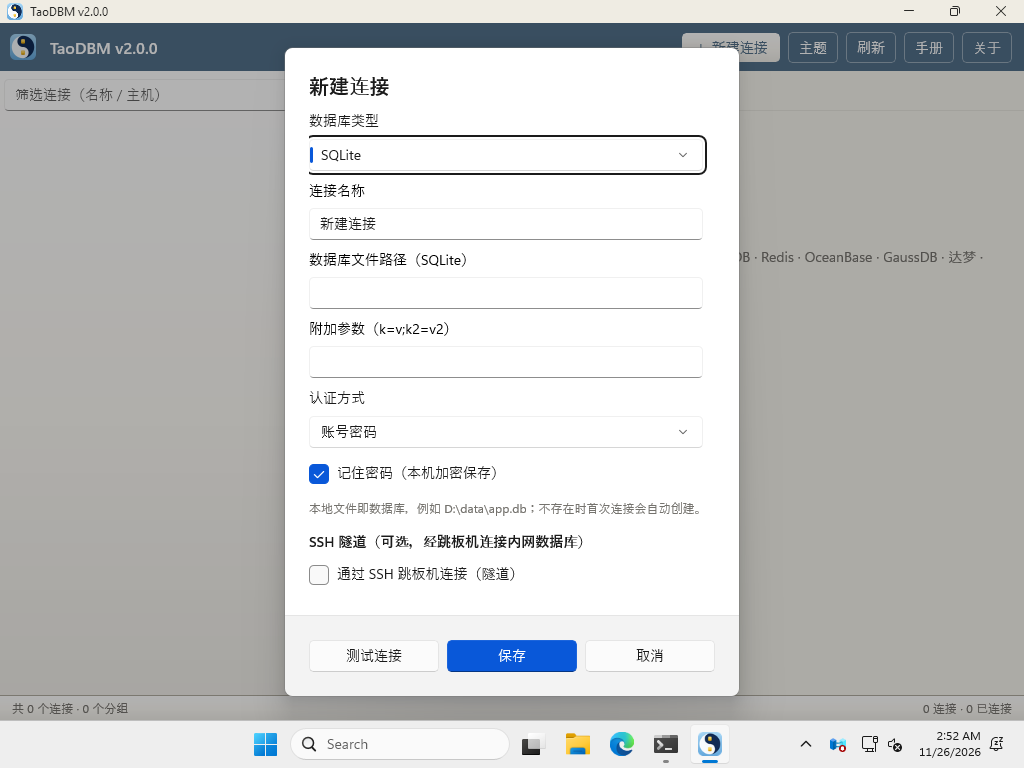 TaoDBM v2.0.0
TaoDBM v2.0.0
新建连接
主题
刷新
手册
关于
筛选连接（名称 / 主机）
DB · Redis · OceanBase · GaussDB · 达梦 ·
新建连接
数据库类型
SQLite
连接名称
新建连接
数据库文件路径（SQLite）
附加参数（k=v;k2=v2）
认证方式
账号密码
记住密码（本机加密保存）
本地文件即数据库，例如 D:\data\app.db；不存在时首次连接会自动创建。
SSH 隧道（可选，经跳板机连接内网数据库）
通过 SSH 跳板机连接（隧道）
测试连接
保存
取消
共 0 个连接 · 0 个分组
0 连接 · 0 已连接
Search
2:52 AM
11/26/2026